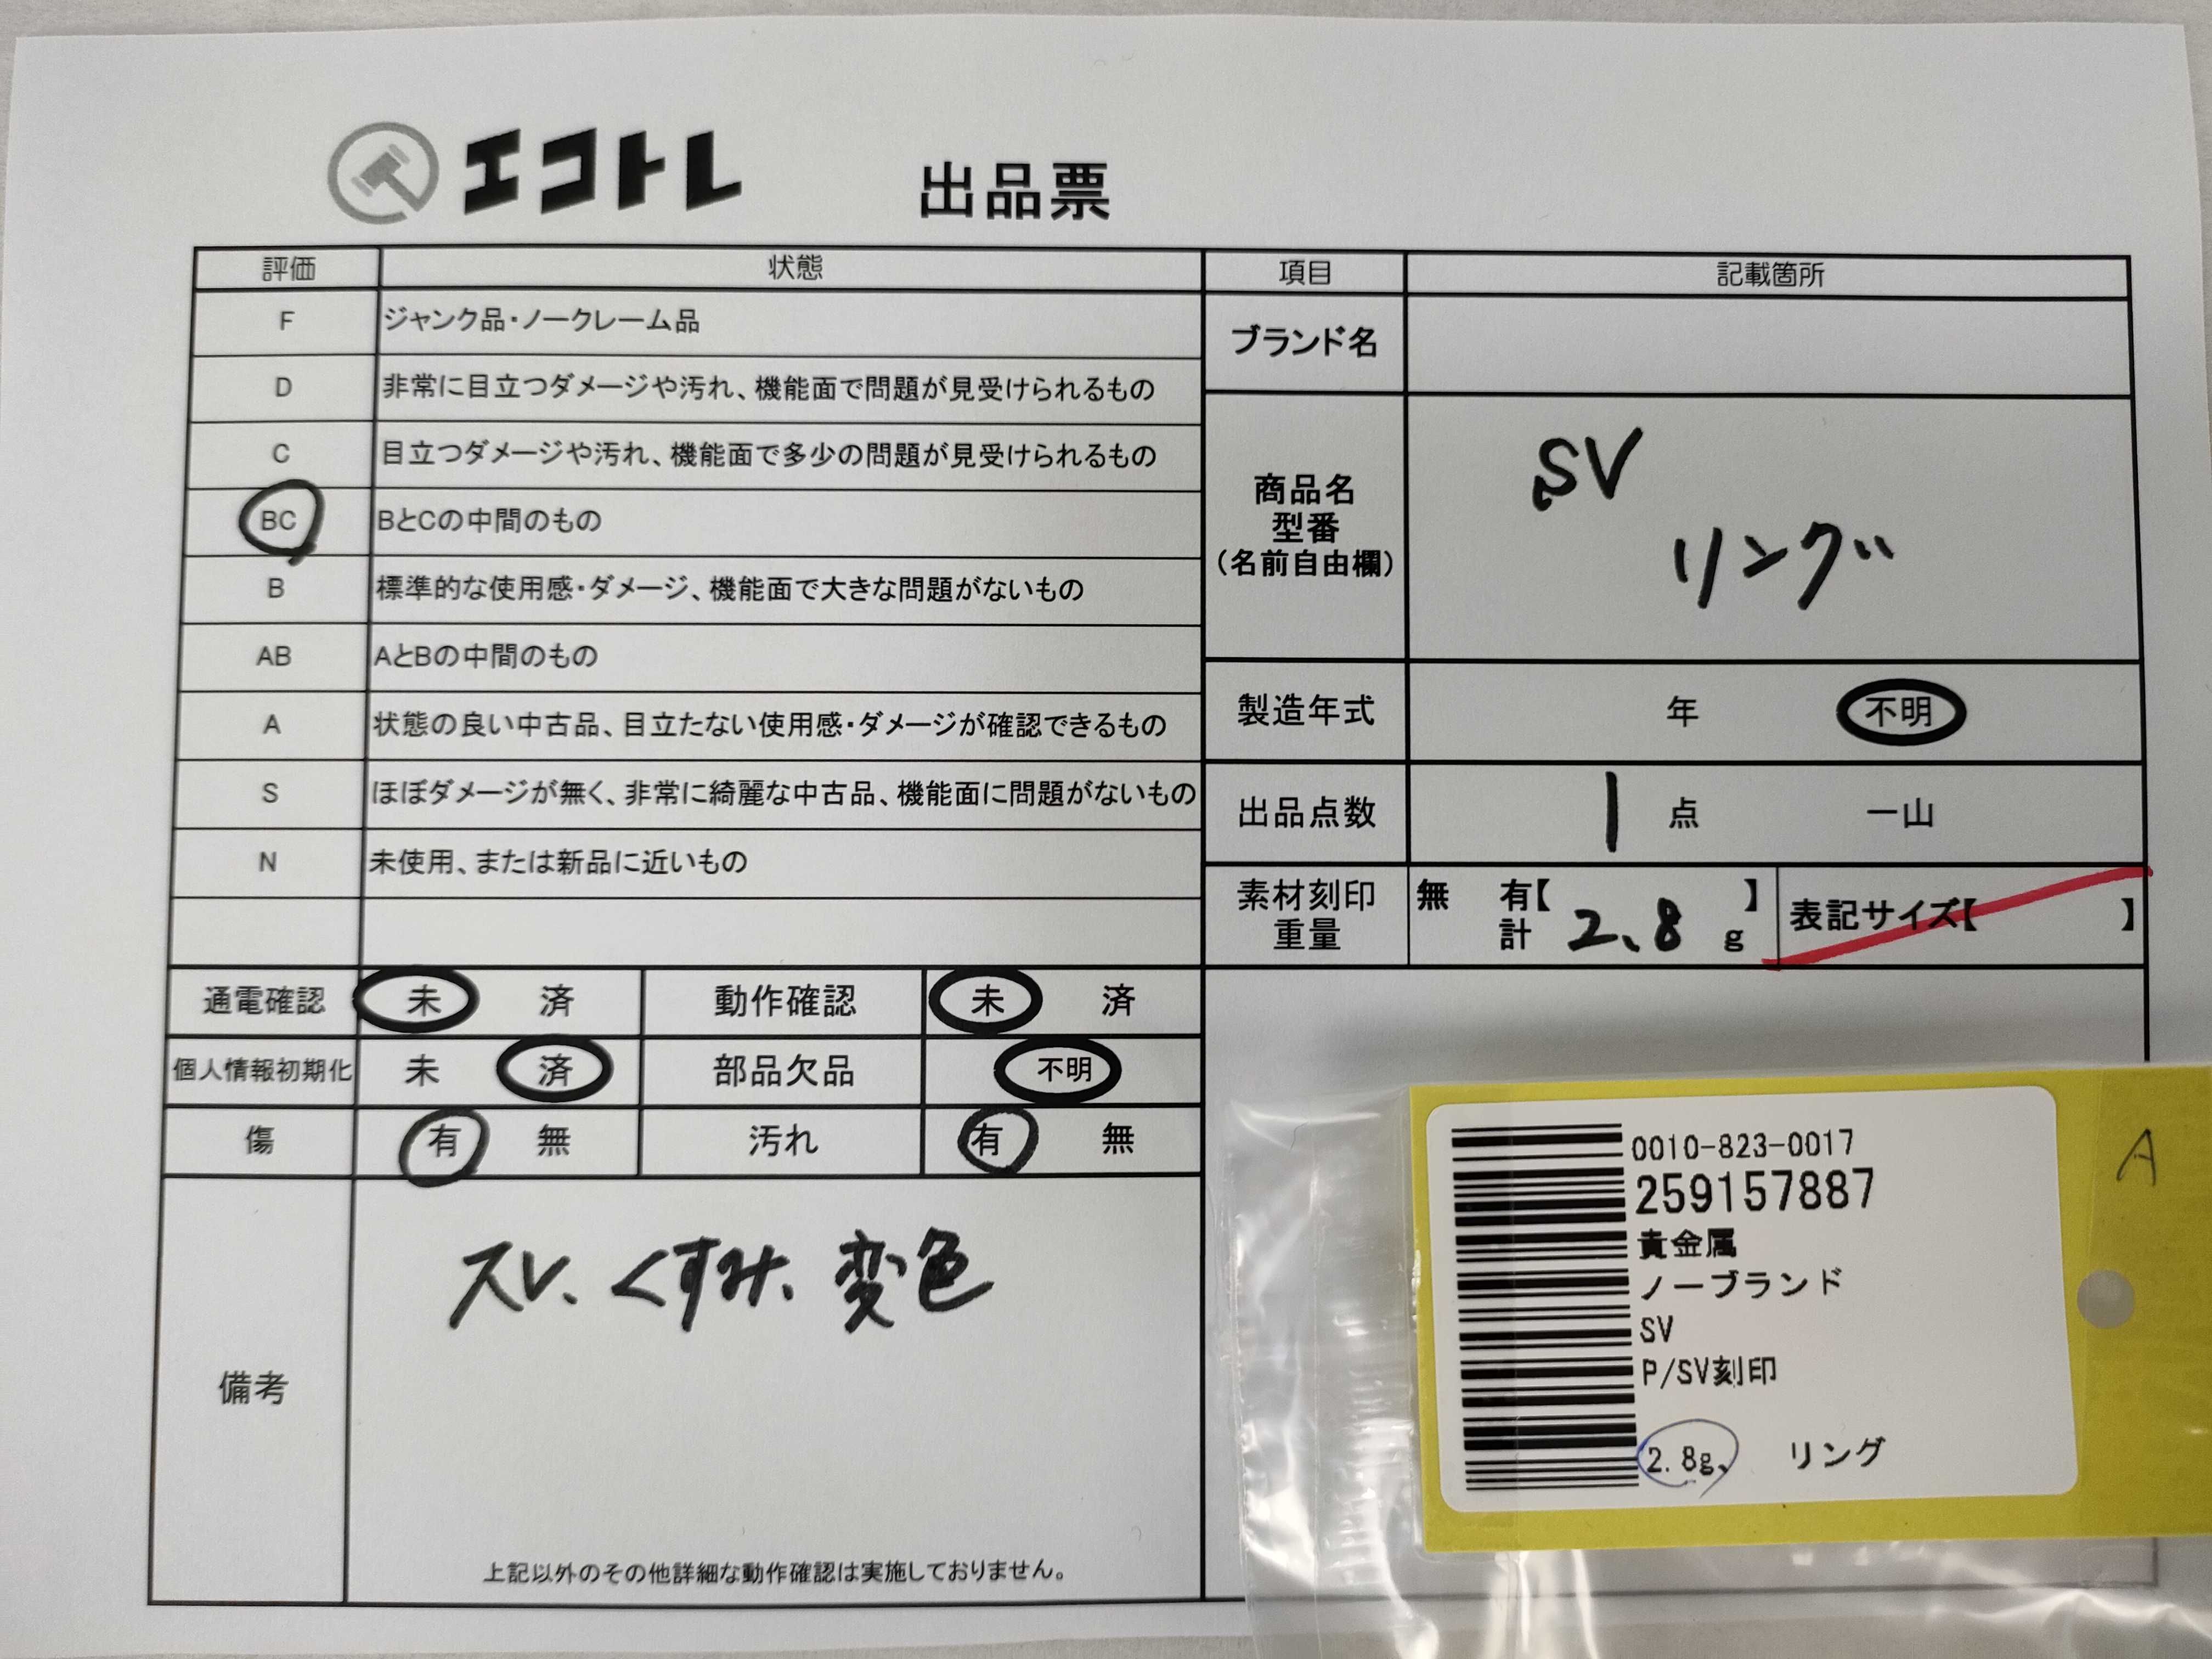 エコトレ 出品票
評価 状態
F ジャンク品・ノークレーム品
D 非常に目立つダメージや汚れ、機能面で問題が見受けられるもの
C 目立つダメージや汚れ、機能面で多少の問題が見受けられるもの
BC BとCの中間のもの
B 標準的な使用感・ダメージ、機能面で大きな問題がないもの
AB AとBの中間のもの
A 状態の良い中古品、目立たない使用感・ダメージが確認できるもの
S ほぼダメージが無く、非常に綺麗な中古品、機能面に問題がないもの
N 未使用、または新品に近いもの
通電確認 未 済 動作確認 未 済
個人情報初期化 未 済 部品欠品 不明
傷 有 無 汚れ 有 無
備考
スレ、くすみ、変色
上記以外のその他詳細な動作確認は実施しておりません。
項目 記載箇所
ブランド名
商品名
型番
(名前自由欄)
SV
リング
製造年式 年 不明
出品点数 1 点 一山
素材刻印 無 有【 】 表記サイズ【 】
重量 計 2.8 g
0010-823-0017
259157887
貴金属
ノーブランド
SV
P/SV刻印
2.8g、 リング
A